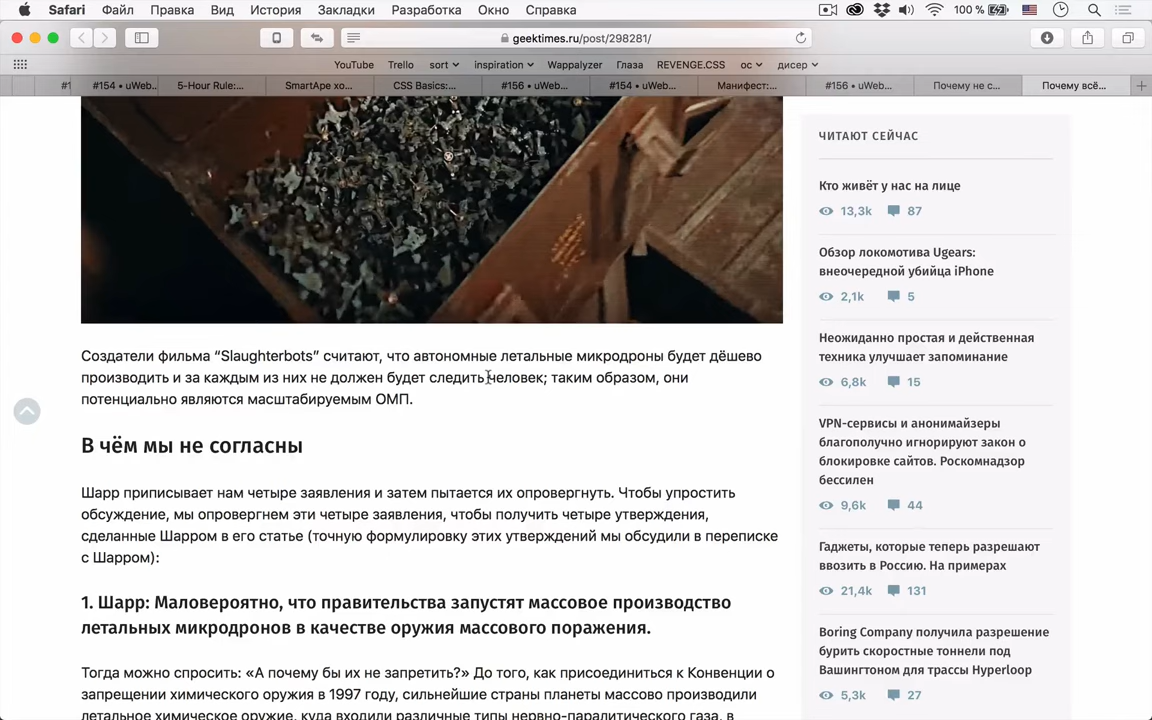 Safari Файл Правка Вид История Закладки Разработка Окно Справка 100 %
geektimes.ru/post/298281/
YouTube Trello sort inspiration Wappalyzer Глаза REVENGE.CSS ос дисер
#1 #154 • uWeb... 5-Hour Rule:... SmartApe хо... CSS Basics:... #156 • uWeb... #154 • uWeb... Манифест:... #156 • uWeb... Почему не с... Почему всё...
Создатели фильма “Slaughterbots” считают, что автономные летальные микродроны будет дёшево
производить и за каждым из них не должен будет следить человек; таким образом, они
потенциально являются масштабируемым ОМП.
В чём мы не согласны
Шарр приписывает нам четыре заявления и затем пытается их опровергнуть. Чтобы упростить
обсуждение, мы опровергнем эти четыре заявления, чтобы получить четыре утверждения,
сделанные Шарром в его статье (точную формулировку этих утверждений мы обсудили в переписке
с Шарром):
1. Шарр: Маловероятно, что правительства запустят массовое производство
летальных микродронов в качестве оружия массового поражения.
Тогда можно спросить: «А почему бы их не запретить?» До того, как присоединиться к Конвенции о
запрещении химического оружия в 1997 году, сильнейшие страны планеты массово производили
летальное химическое оружие, куда входили различные типы нервно-паралитического газа, в
ЧИТАЮТ СЕЙЧАС
Кто живёт у нас на лице
13,3k 87
Обзор локомотива Ugears:
внеочередной убийца iPhone
2,1k 5
Неожиданно простая и действенная
техника улучшает запоминание
6,8k 15
VPN-сервисы и анонимайзеры
благополучно игнорируют закон о
блокировке сайтов. Роскомнадзор
бессилен
9,6k 44
Гаджеты, которые теперь разрешают
ввозить в Россию. На примерах
21,4k 131
Boring Company получила разрешение
бурить скоростные тоннели под
Вашингтоном для трассы Hyperloop
5,3k 27